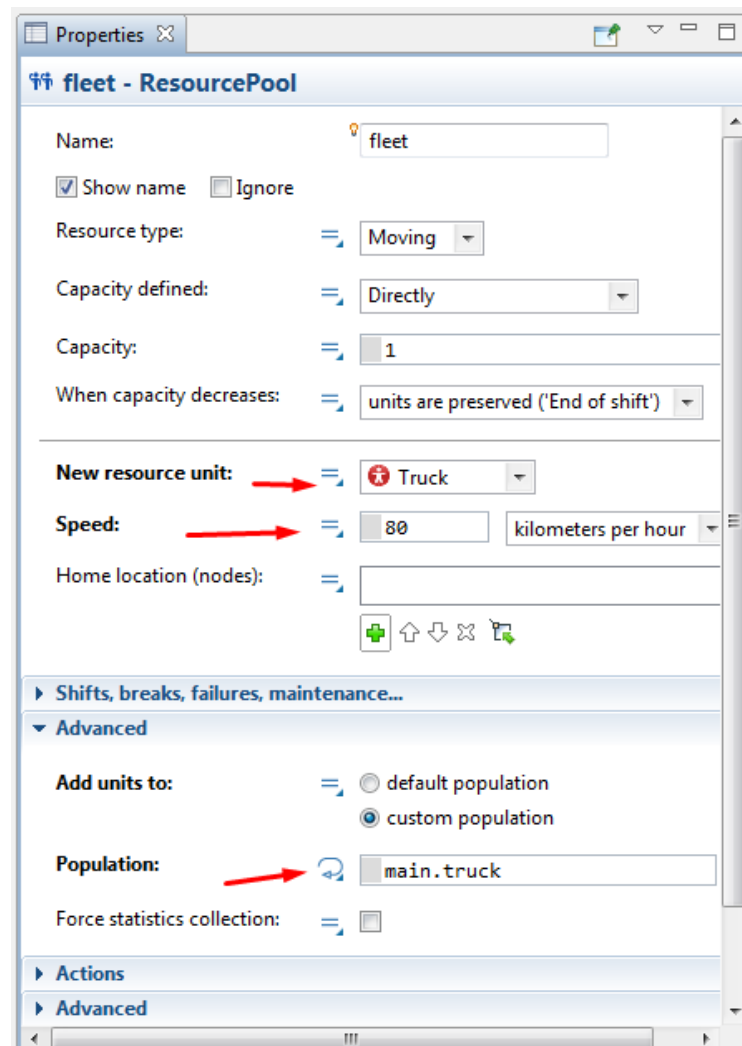 Properties
fleet - ResourcePool
Name: fleet
Show name Ignore
Resource type: Moving
Capacity defined: Directly
Capacity: 1
When capacity decreases: units are preserved ('End of shift')
New resource unit: Truck
Speed: 80 kilometers per hour
Home location (nodes):
Shifts, breaks, failures, maintenance...
Advanced
Add units to: default population
custom population
Population: main.truck
Force statistics collection:
Actions
Advanced